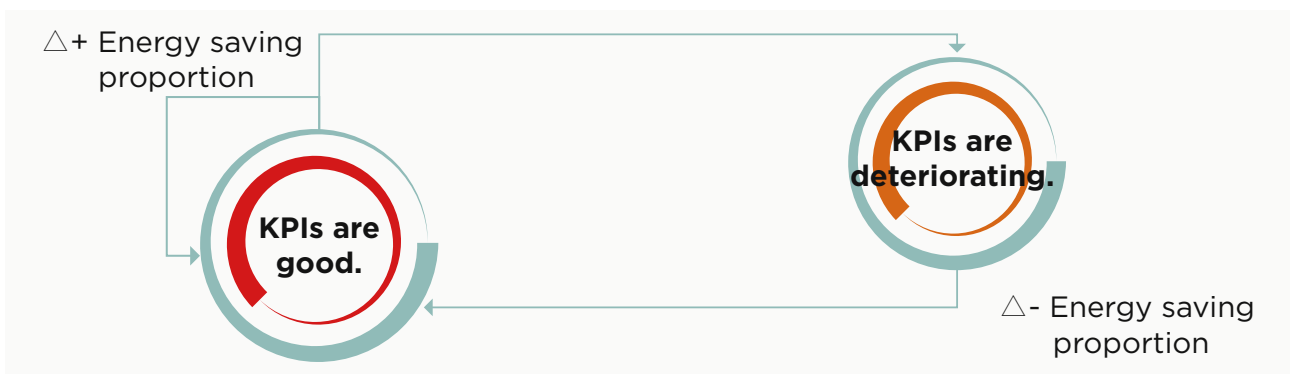 △+ Energy saving
proportion
KPIs are
good.
KPIs are
deteriorating.
△- Energy saving
proportion